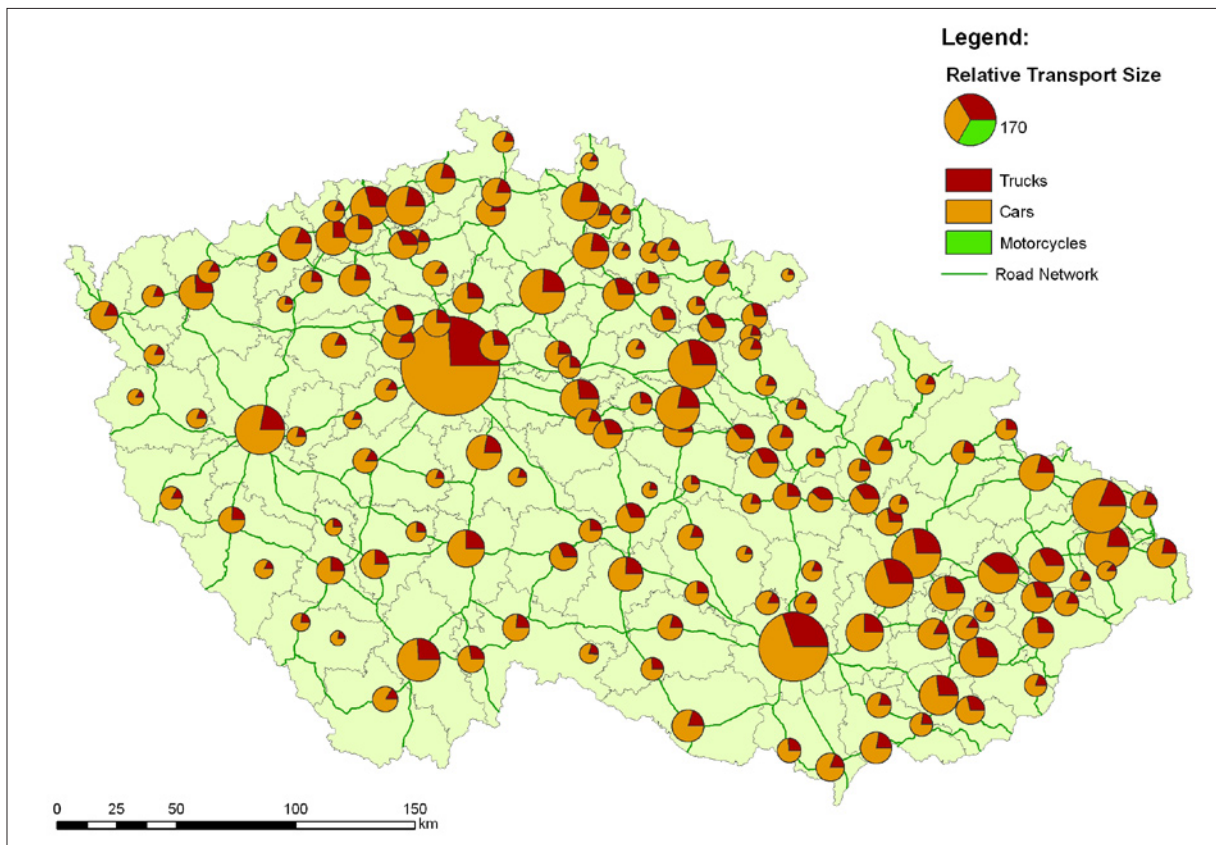 Legend:
Relative Transport Size
170
Trucks
Cars
Motorcycles
Road Network
0 25 50 100 150
km